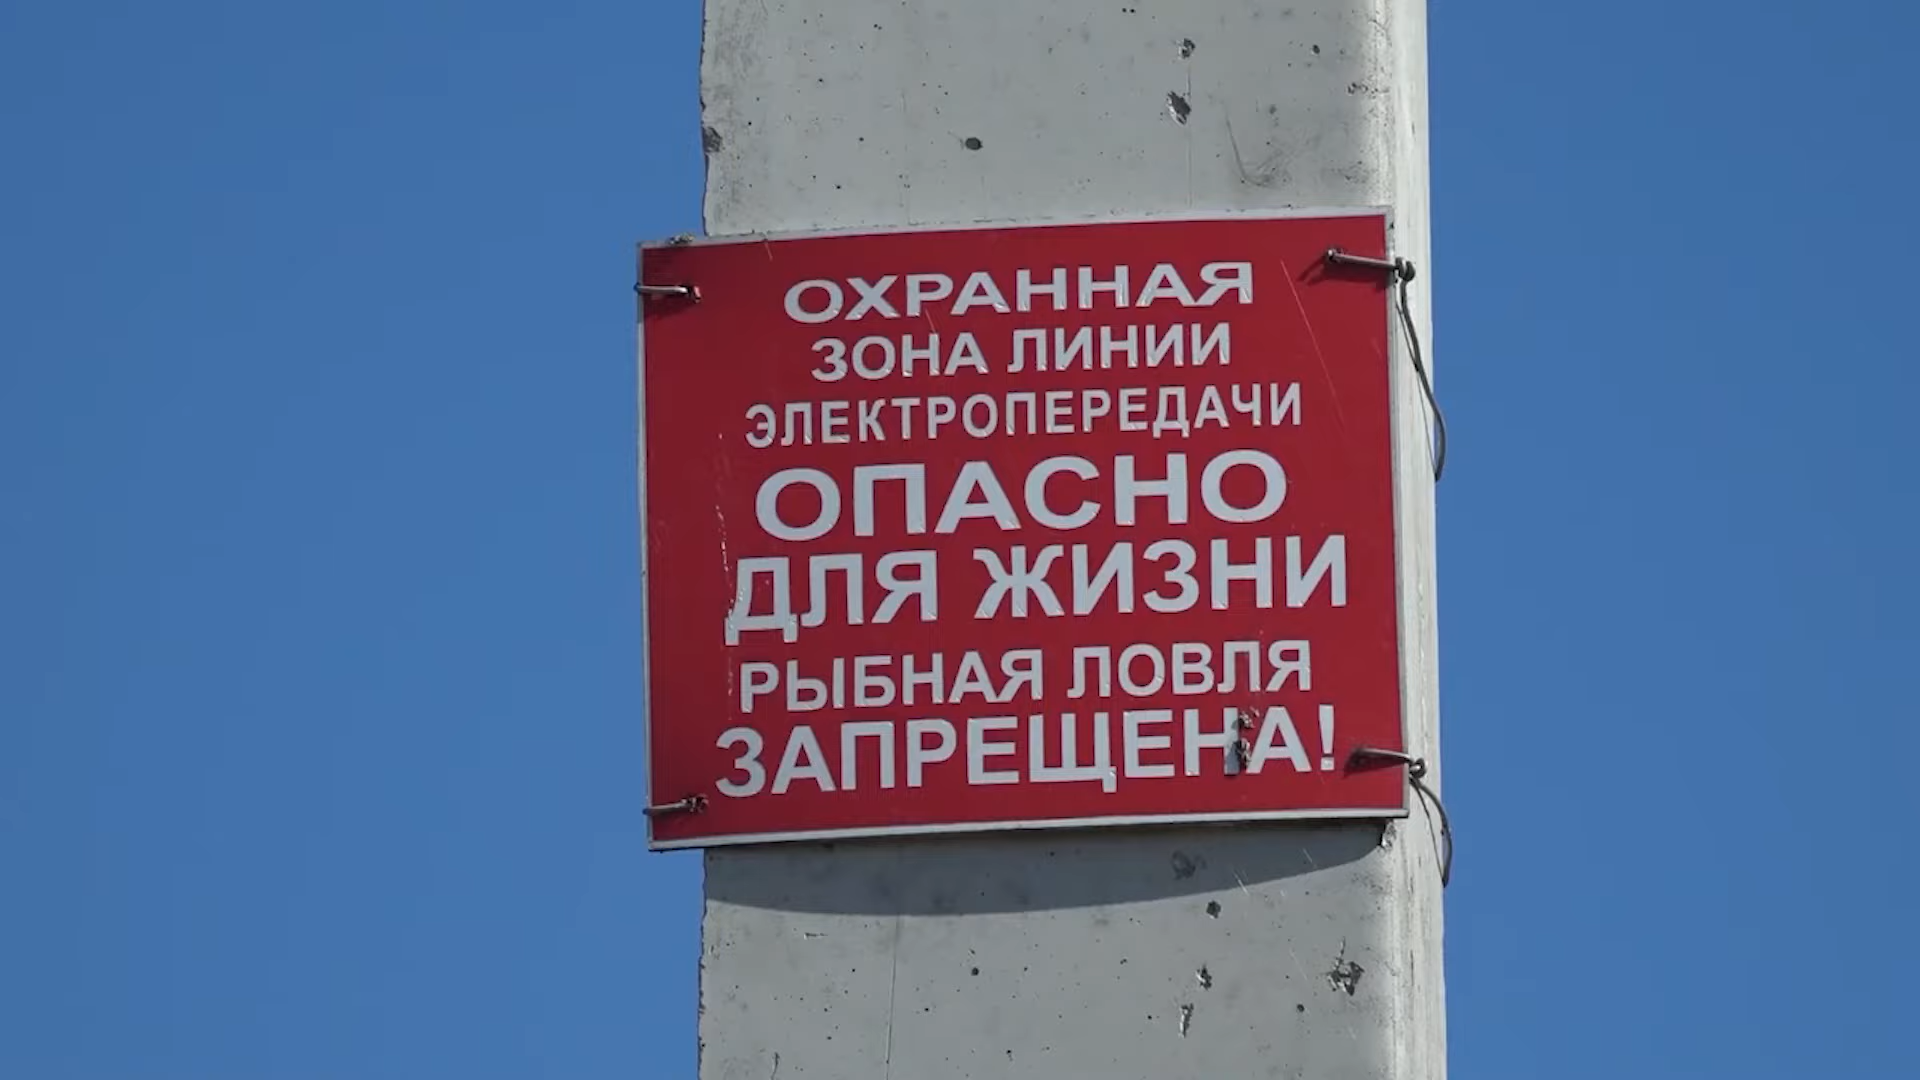 ОХРАННАЯ
ЗОНА ЛИНИИ
ЭЛЕКТРОПЕРЕДАЧИ
ОПАСНО
ДЛЯ ЖИЗНИ
РЫБНАЯ ЛОВЛЯ
ЗАПРЕЩЕНА!